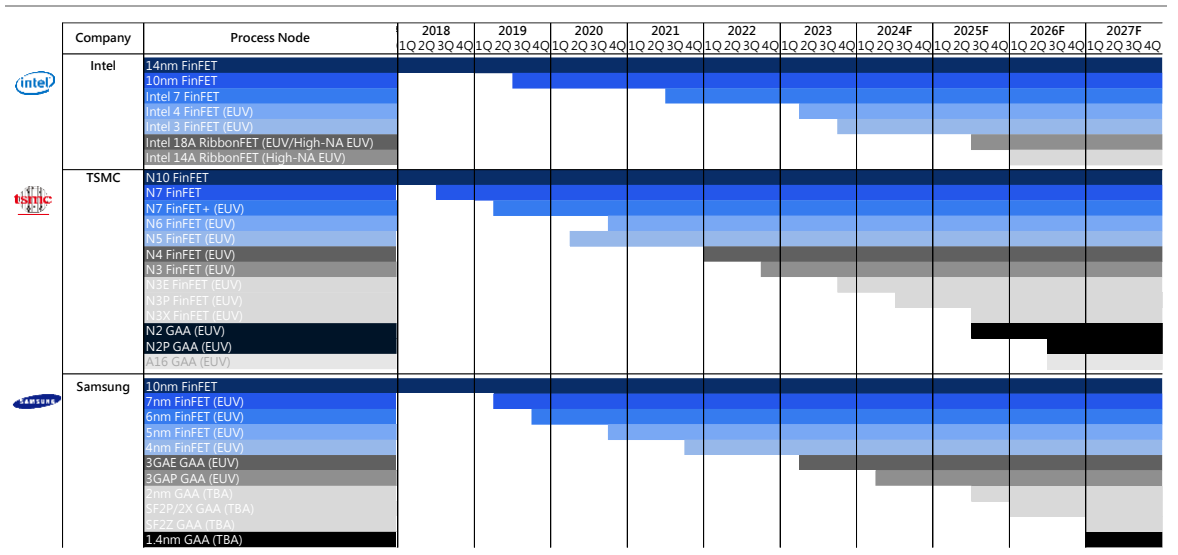 Company Process Node 2018 2019 2020 2021 2022 2023 2024F 2025F 2026F 2027F
1Q 2Q 3Q 4Q 1Q 2Q 3Q 4Q 1Q 2Q 3Q 4Q 1Q 2Q 3Q 4Q 1Q 2Q 3Q 4Q 1Q 2Q 3Q 4Q 1Q 2Q 3Q 4Q 1Q 2Q 3Q 4Q 1Q 2Q 3Q 4Q 1Q 2Q 3Q 4Q
intel Intel 14nm FinFET
10nm FinFET
Intel 7 FinFET
Intel 4 FinFET (EUV)
Intel 3 FinFET (EUV)
Intel 18A RibbonFET (EUV/High-NA EUV)
Intel 14A RibbonFET (High-NA EUV)
tsmc TSMC N10 FinFET
N7 FinFET
N7 FinFET+ (EUV)
N6 FinFET (EUV)
N5 FinFET (EUV)
N4 FinFET (EUV)
N3 FinFET (EUV)
N3E FinFET (EUV)
N3P FinFET (EUV)
N3X FinFET (EUV)
N2 GAA (EUV)
N2P GAA (EUV)
A16 GAA (EUV)
SAMSUNG Samsung 10nm FinFET
7nm FinFET (EUV)
6nm FinFET (EUV)
5nm FinFET (EUV)
4nm FinFET (EUV)
3GAE GAA (EUV)
3GAP GAA (EUV)
2nm GAA (TBA)
SF2P/2X GAA (TBA)
SF2Z GAA (TBA)
1.4nm GAA (TBA)